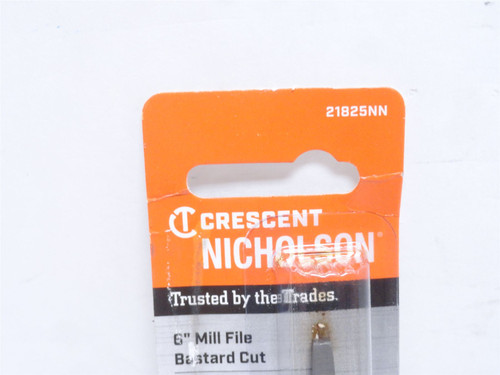 21825NN
CRESCENT
NICHOLSON®
Trusted by the Trades.
6" Mill File
Bastard Cut